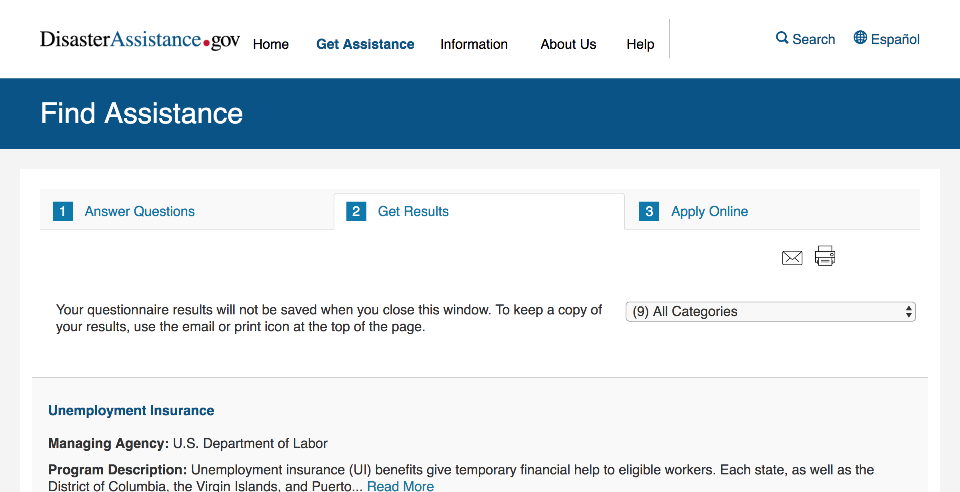 DisasterAssistance.gov Home Get Assistance Information About Us Help Search Español
Find Assistance
1 Answer Questions 2 Get Results 3 Apply Online
Your questionnaire results will not be saved when you close this window. To keep a copy of
your results, use the email or print icon at the top of the page.
(9) All Categories
Unemployment Insurance
Managing Agency: U.S. Department of Labor
Program Description: Unemployment insurance (UI) benefits give temporary financial help to eligible workers. Each state, as well as the
District of Columbia, the Virgin Islands, and Puerto... Read More